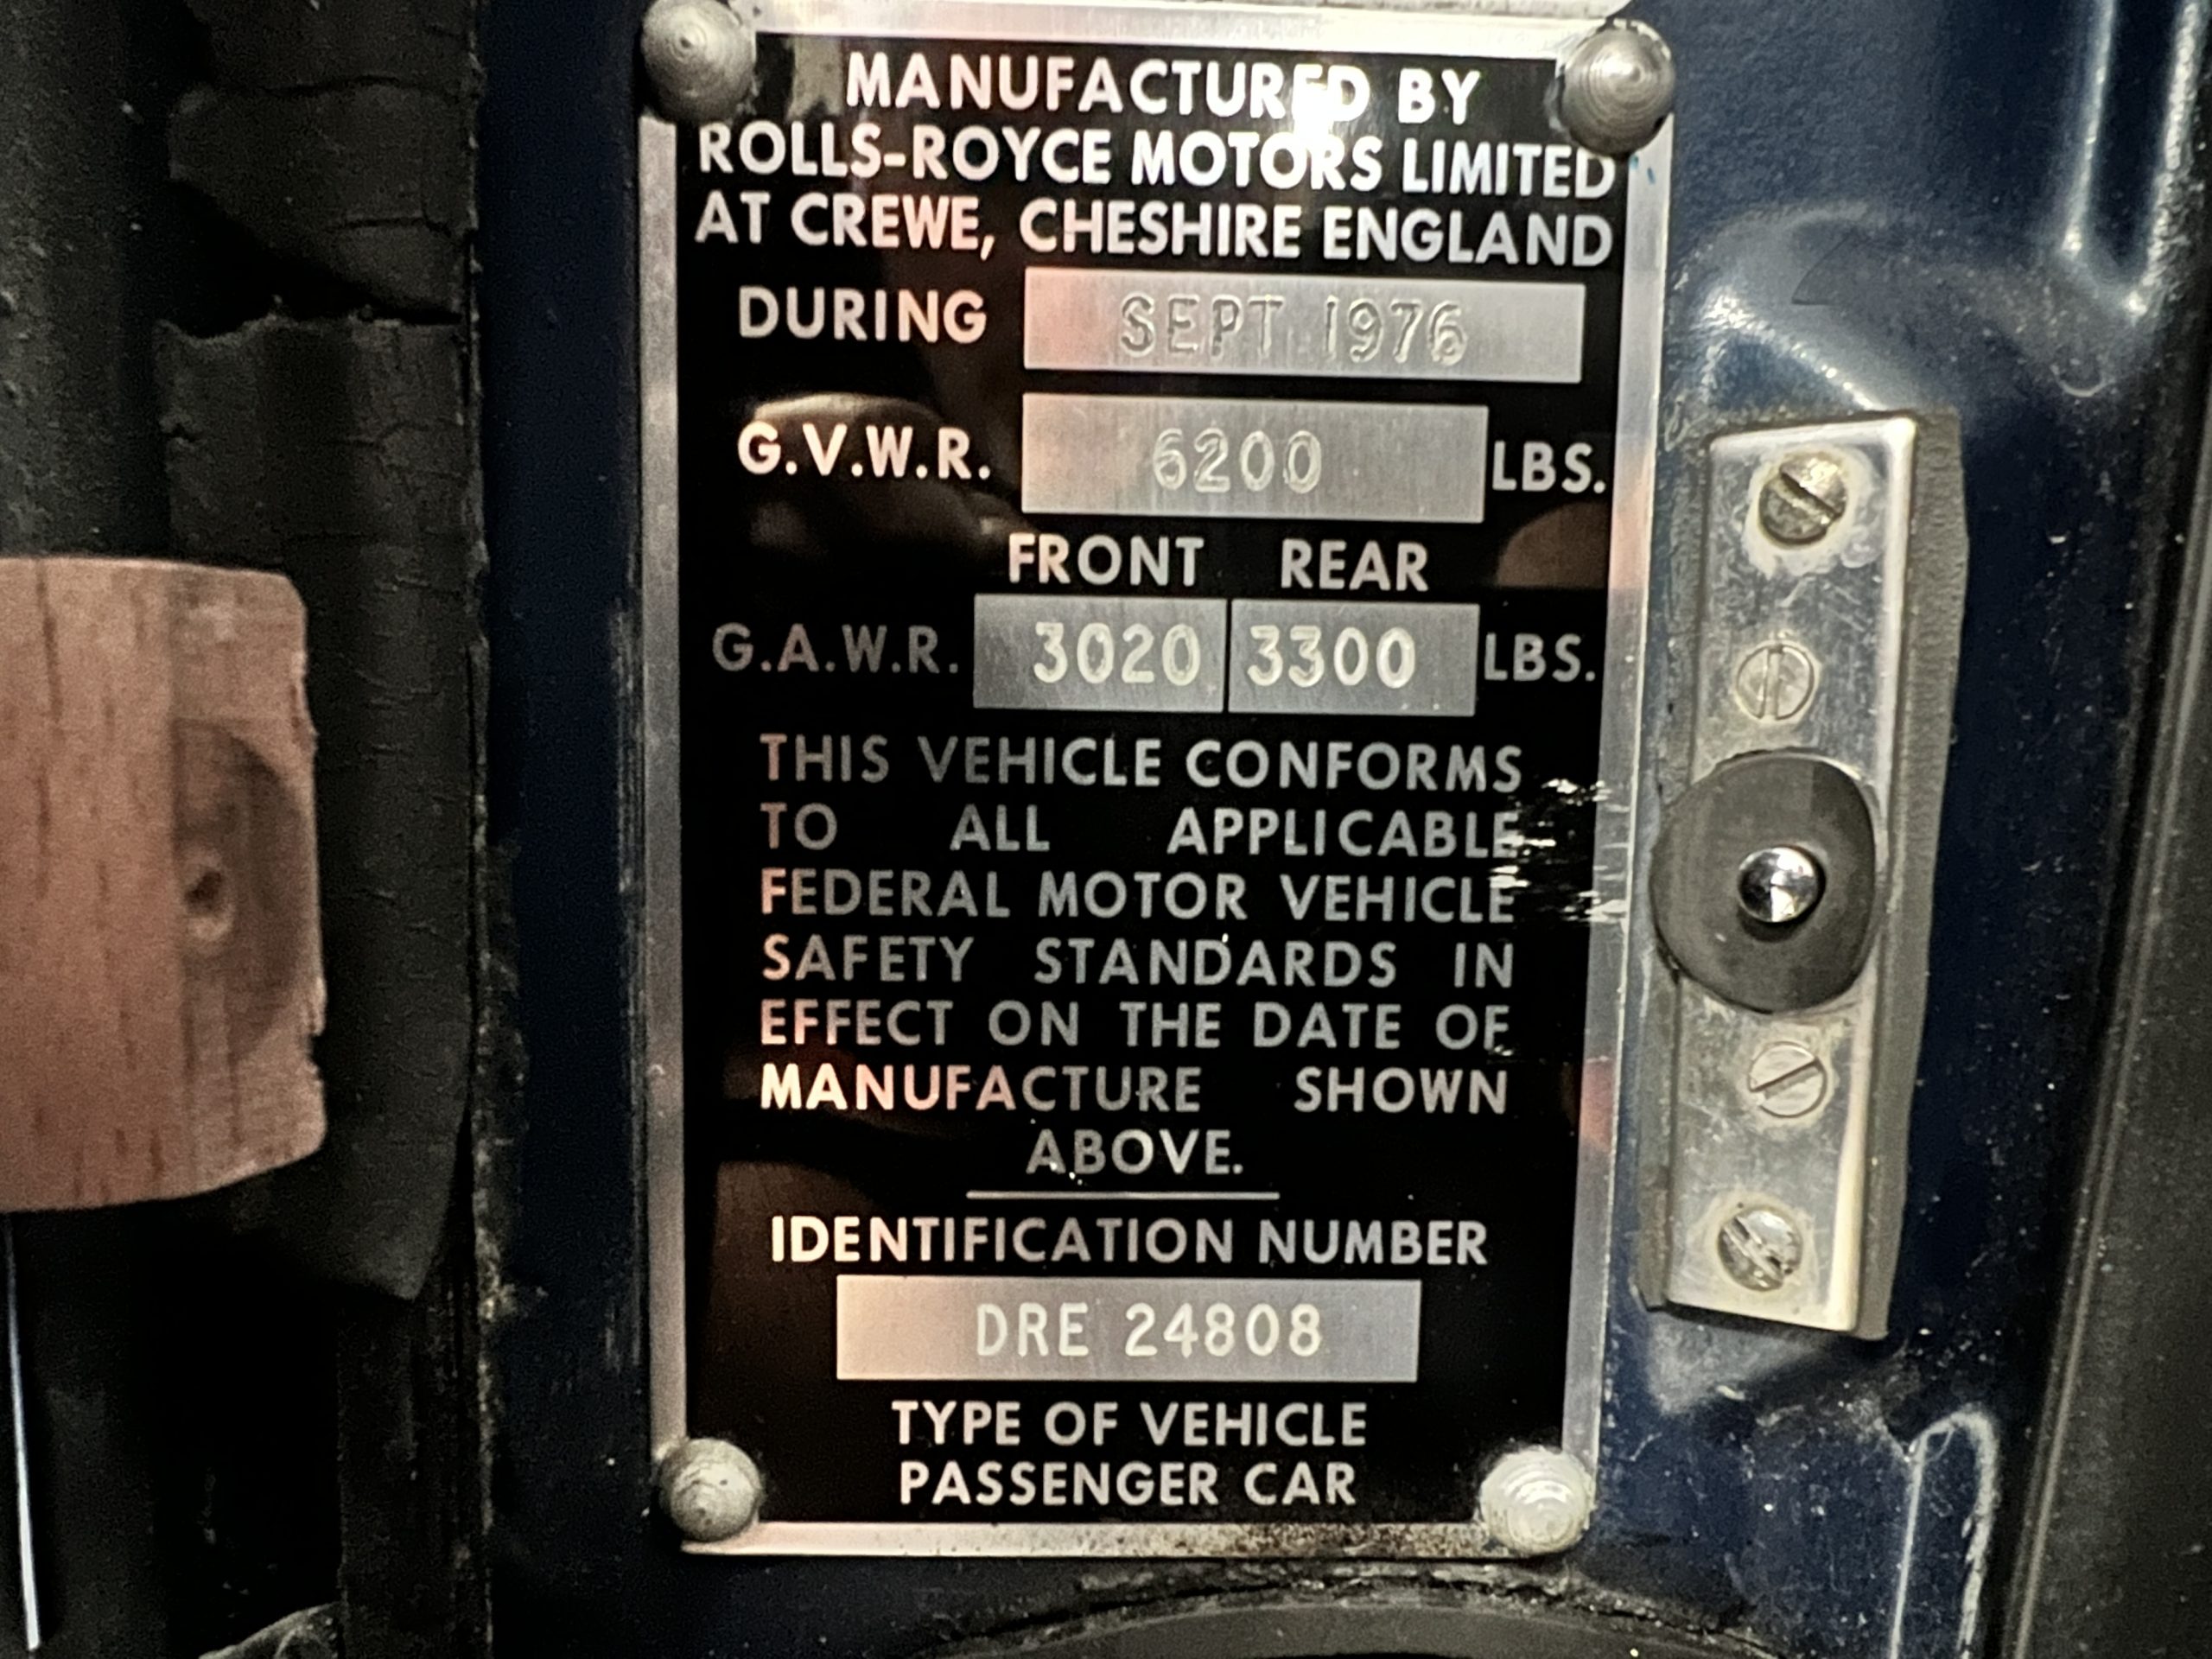 MANUFACTURED BY
ROLLS-ROYCE MOTORS LIMITED
AT CREWE, CHESHIRE ENGLAND
DURING SEPT 1976
G.V.W.R. 6200 LBS.
FRONT REAR
G.A.W.R. 3020 3300 LBS.
THIS VEHICLE CONFORMS
TO ALL APPLICABLE
FEDERAL MOTOR VEHICLE
SAFETY STANDARDS IN
EFFECT ON THE DATE OF
MANUFACTURE SHOWN
ABOVE.
IDENTIFICATION NUMBER
DRE 24808
TYPE OF VEHICLE
PASSENGER CAR